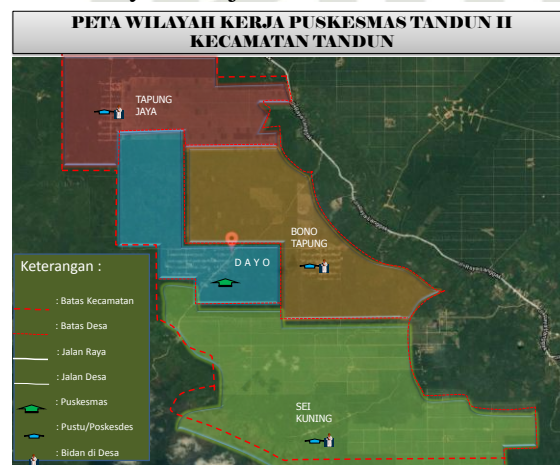 PETA WILAYAH KERJA PUSKESMAS TANDUN II
KECAMATAN TANDUN
TAPUNG
JAYA
BONO
TAPUNG
D A Y O
SEI
KUNING
Keterangan :
: Batas Kecamatan
: Batas Desa
: Jalan Raya
: Jalan Desa
: Puskesmas
: Pustu/Poskesdes
: Bidan di Desa